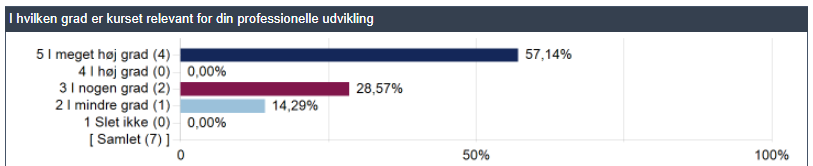 I hvilken grad er kurset relevant for din professionelle udvikling
5 I meget høj grad (4) 57,14%
4 I høj grad (0) 0,00%
3 I nogen grad (2) 28,57%
2 I mindre grad (1) 14,29%
1 Slet ikke (0) 0,00%
[ Samlet (7) ]
0 50% 100%